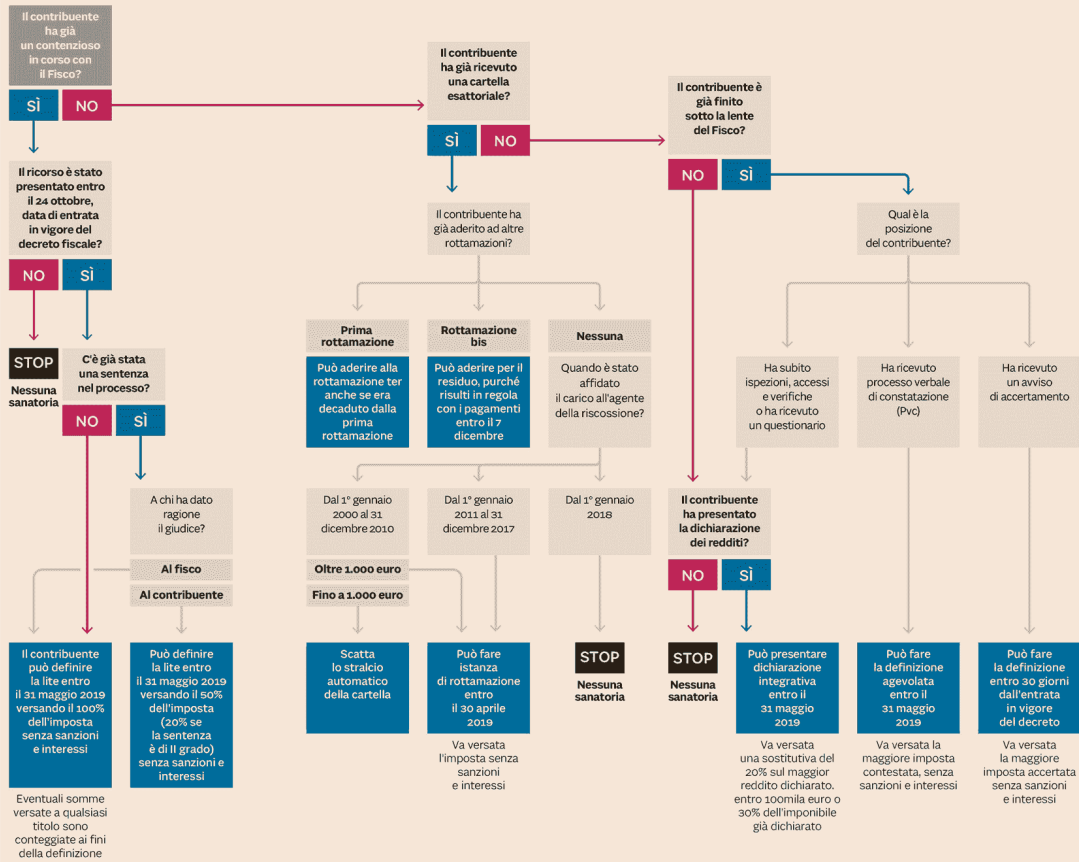 Il contribuente
ha già
un contenzioso
in corso con
il Fisco?
SÌ
NO
Il ricorso è stato
presentato entro
il 24 ottobre,
data di entrata
in vigore del
decreto fiscale?
NO
SÌ
STOP
Nessuna
sanatoria
C'è già stata
una sentenza
nel processo?
NO
SÌ
A chi ha dato
ragione
il giudice?
Al fisco
Al contribuente
Il contribuente
può definire
la lite entro
il 31 maggio 2019
versando il 100%
dell'imposta
senza sanzioni
e interessi
Eventuali somme
versate a qualsiasi
titolo sono
conteggiate ai fini
della definizione
Può definire
la lite entro
il 31 maggio 2019
versando il 50%
dell'imposta
(20% se
la sentenza
è di II grado)
senza sanzioni e
interessi
Il contribuente
ha già ricevuto
una cartella
esattoriale?
SÌ
NO
Il contribuente ha
già aderito ad altre
rottamazioni?
Prima
rottamazione
Può aderire alla
rottamazione ter
anche se era
decaduto dalla
prima
rottamazione
Rottamazione
bis
Può aderire per il
residuo, purché
risulti in regola
con i pagamenti
entro il 7
dicembre
Nessuna
Quando è stato
affidato
il carico all'agente
della riscossione?
Dal 1° gennaio
2000 al 31
dicembre 2010
Dal 1° gennaio
2011 al 31
dicembre 2017
Dal 1° gennaio
2018
Oltre 1.000 euro
Fino a 1.000 euro
Scatta
lo stralcio
automatico
della cartella
Può fare
istanza
di rottamazione
entro
il 30 aprile
2019
Va versata
l'imposta senza
sanzioni
e interessi
STOP
Nessuna
sanatoria
Il contribuente è
già finito
sotto la lente
del Fisco?
NO
SÌ
Qual è la
posizione
del contribuente?
Ha subito
ispezioni, accessi
e verifiche
o ha ricevuto
un questionario
Ha ricevuto
processo verbale
di constatazione
(Pvc)
Ha ricevuto
un avviso
di accertamento
Il contribuente
ha presentato
la dichiarazione
dei redditi?
NO
SÌ
STOP
Nessuna
sanatoria
Può presentare
dichiarazione
integrativa
entro il
31 maggio
2019
Va versata
una sostitutiva del
20% sul maggior
reddito dichiarato.
entro 100mila euro o
30% dell'imponibile
già dichiarato
Può fare
la definizione
agevolata
entro il
31 maggio
2019
Va versata la
maggiore imposta
contestata, senza
sanzioni e interessi
Può fare
la definizione
entro 30 giorni
dall'entrata
in vigore
del decreto
Va versata
la maggiore
imposta accertata
senza sanzioni
e interessi